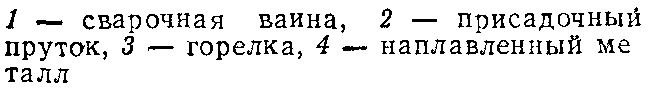 1 — сварочная ваина, 2 — присадочный
пруток, 3 — горелка, 4 — наплавленный ме
талл